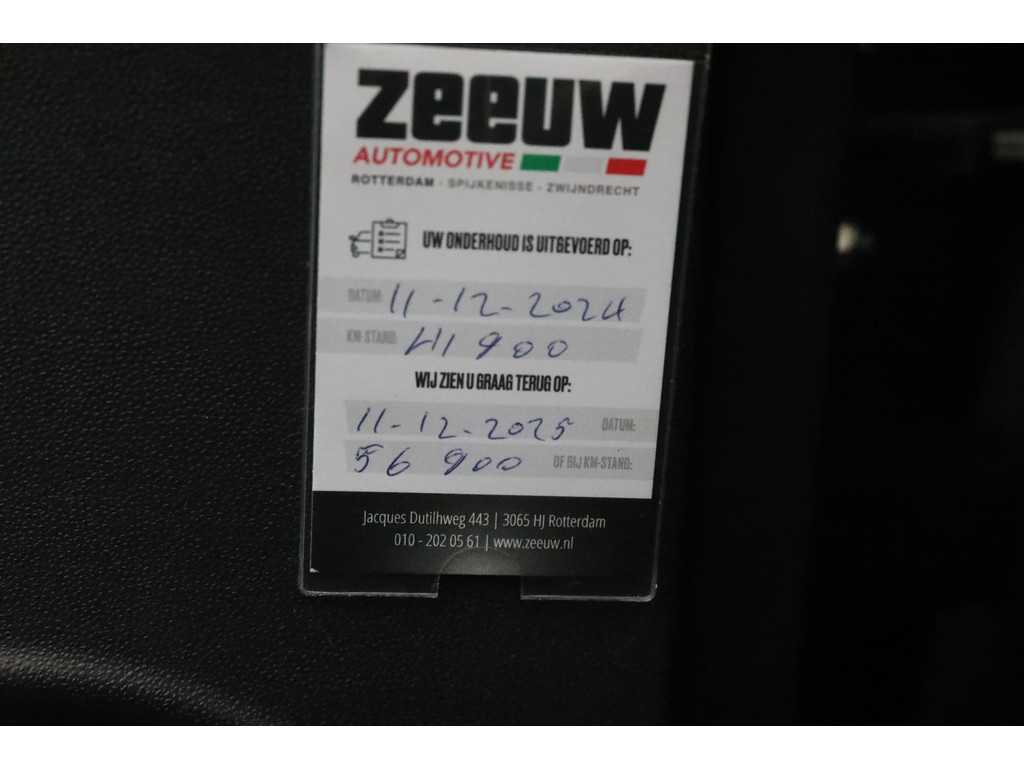 zeeuw
AUTOMOTIVE
ROTTERDAM - SPIJKENISSE - ZWIJNDRECHT
UW ONDERHOUD IS UITGEVOERD OP:
DATUM: 11-12-2024
KM-STAND: 41900
WIJ ZIEN U GRAAG TERUG OP:
11-12-2025 DATUM:
56 900 OF BIJ KM-STAND:
Jacques Dutilhweg 443 | 3065 HJ Rotterdam
010 - 202 05 61 | www.zeeuw.nl